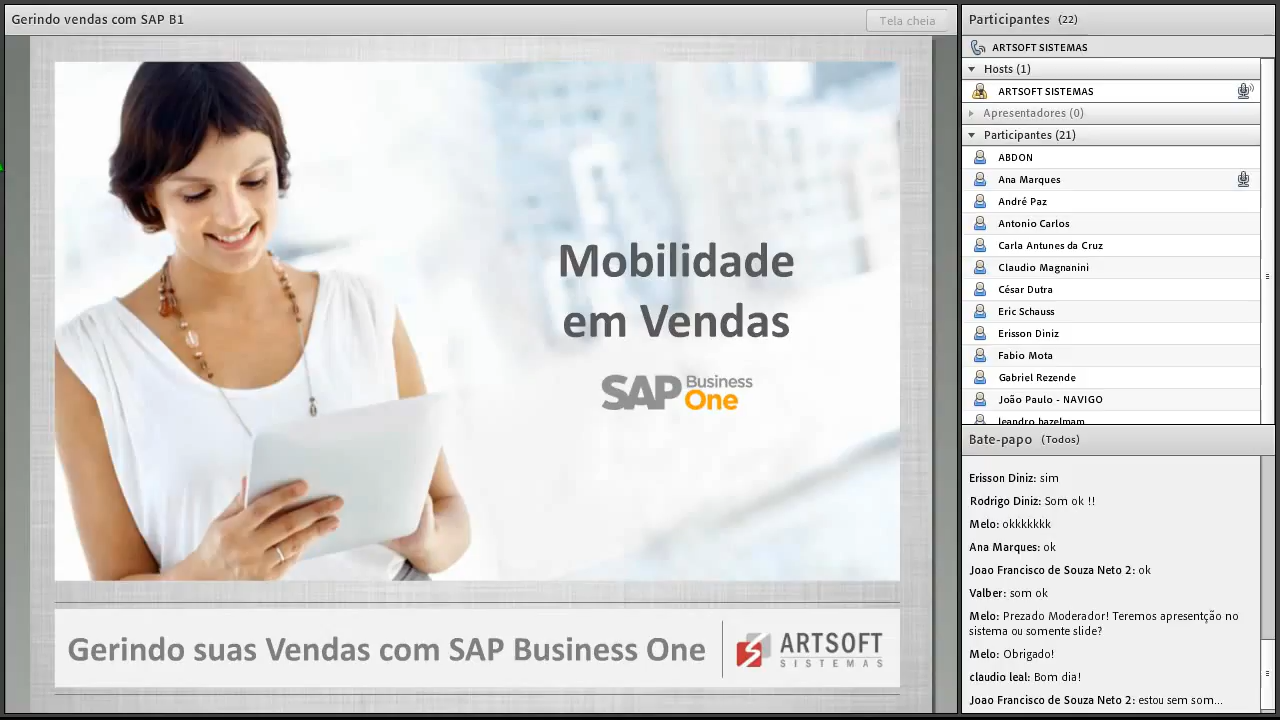 Gerindo vendas com SAP B1
Tela cheia
Mobilidade
em Vendas
SAP Business One
Gerindo suas Vendas com SAP Business One
ARTSOFT
SISTEMAS
Participantes (22)
ARTSOFT SISTEMAS
Hosts (1)
ARTSOFT SISTEMAS
Apresentadores (0)
Participantes (21)
ABDON
Ana Marques
André Paz
Antonio Carlos
Carla Antunes da Cruz
Claudio Magnanini
César Dutra
Eric Schauss
Erisson Diniz
Fabio Mota
Gabriel Rezende
João Paulo - NAVIGO
leandro hazelmam
Bate-papo (Todos)
Erisson Diniz: sim
Rodrigo Diniz: Som ok !!
Melo: okkkkkkk
Ana Marques: ok
Joao Francisco de Souza Neto 2: ok
Valber: som ok
Melo: Prezado Moderador! Teremos apresentção no
sistema ou somente slide?
Melo: Obrigado!
claudio leal: Bom dia!
Joao Francisco de Souza Neto 2: estou sem som...